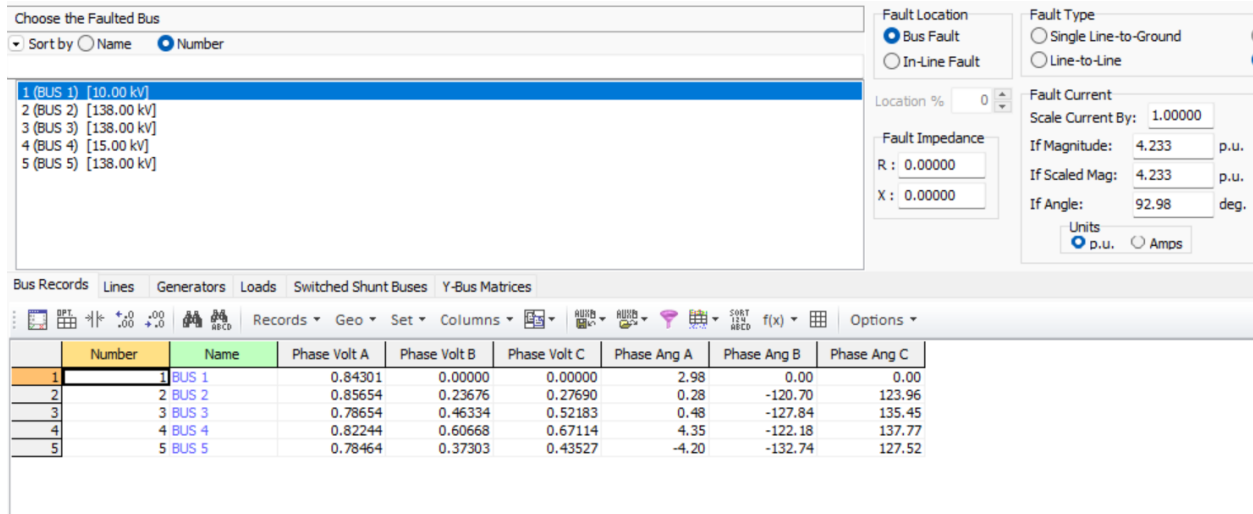 Choose the Faulted Bus
Sort by Name Number
1 (BUS 1) [10.00 kV]
2 (BUS 2) [138.00 kV]
3 (BUS 3) [138.00 kV]
4 (BUS 4) [15.00 kV]
5 (BUS 5) [138.00 kV]
Fault Location
Bus Fault
In-Line Fault
Location % 0
Fault Impedance
R : 0.00000
X : 0.00000
Fault Type
Single Line-to-Ground
Line-to-Line
Fault Current
Scale Current By: 1.00000
If Magnitude: 4.233 p.u.
If Scaled Mag: 4.233 p.u.
If Angle: 92.98 deg.
Units
p.u. Amps
Bus Records Lines Generators Loads Switched Shunt Buses Y-Bus Matrices
Records Geo Set Columns f(x) Options
Number Name Phase Volt A Phase Volt B Phase Volt C Phase Ang A Phase Ang B Phase Ang C
1 1 BUS 1 0.84301 0.00000 0.00000 2.98 0.00 0.00
2 2 BUS 2 0.85654 0.23676 0.27690 0.28 -120.70 123.96
3 3 BUS 3 0.78654 0.46334 0.52183 0.48 -127.84 135.45
4 4 BUS 4 0.82244 0.60668 0.67114 4.35 -122.18 137.77
5 5 BUS 5 0.78464 0.37303 0.43527 -4.20 -132.74 127.52